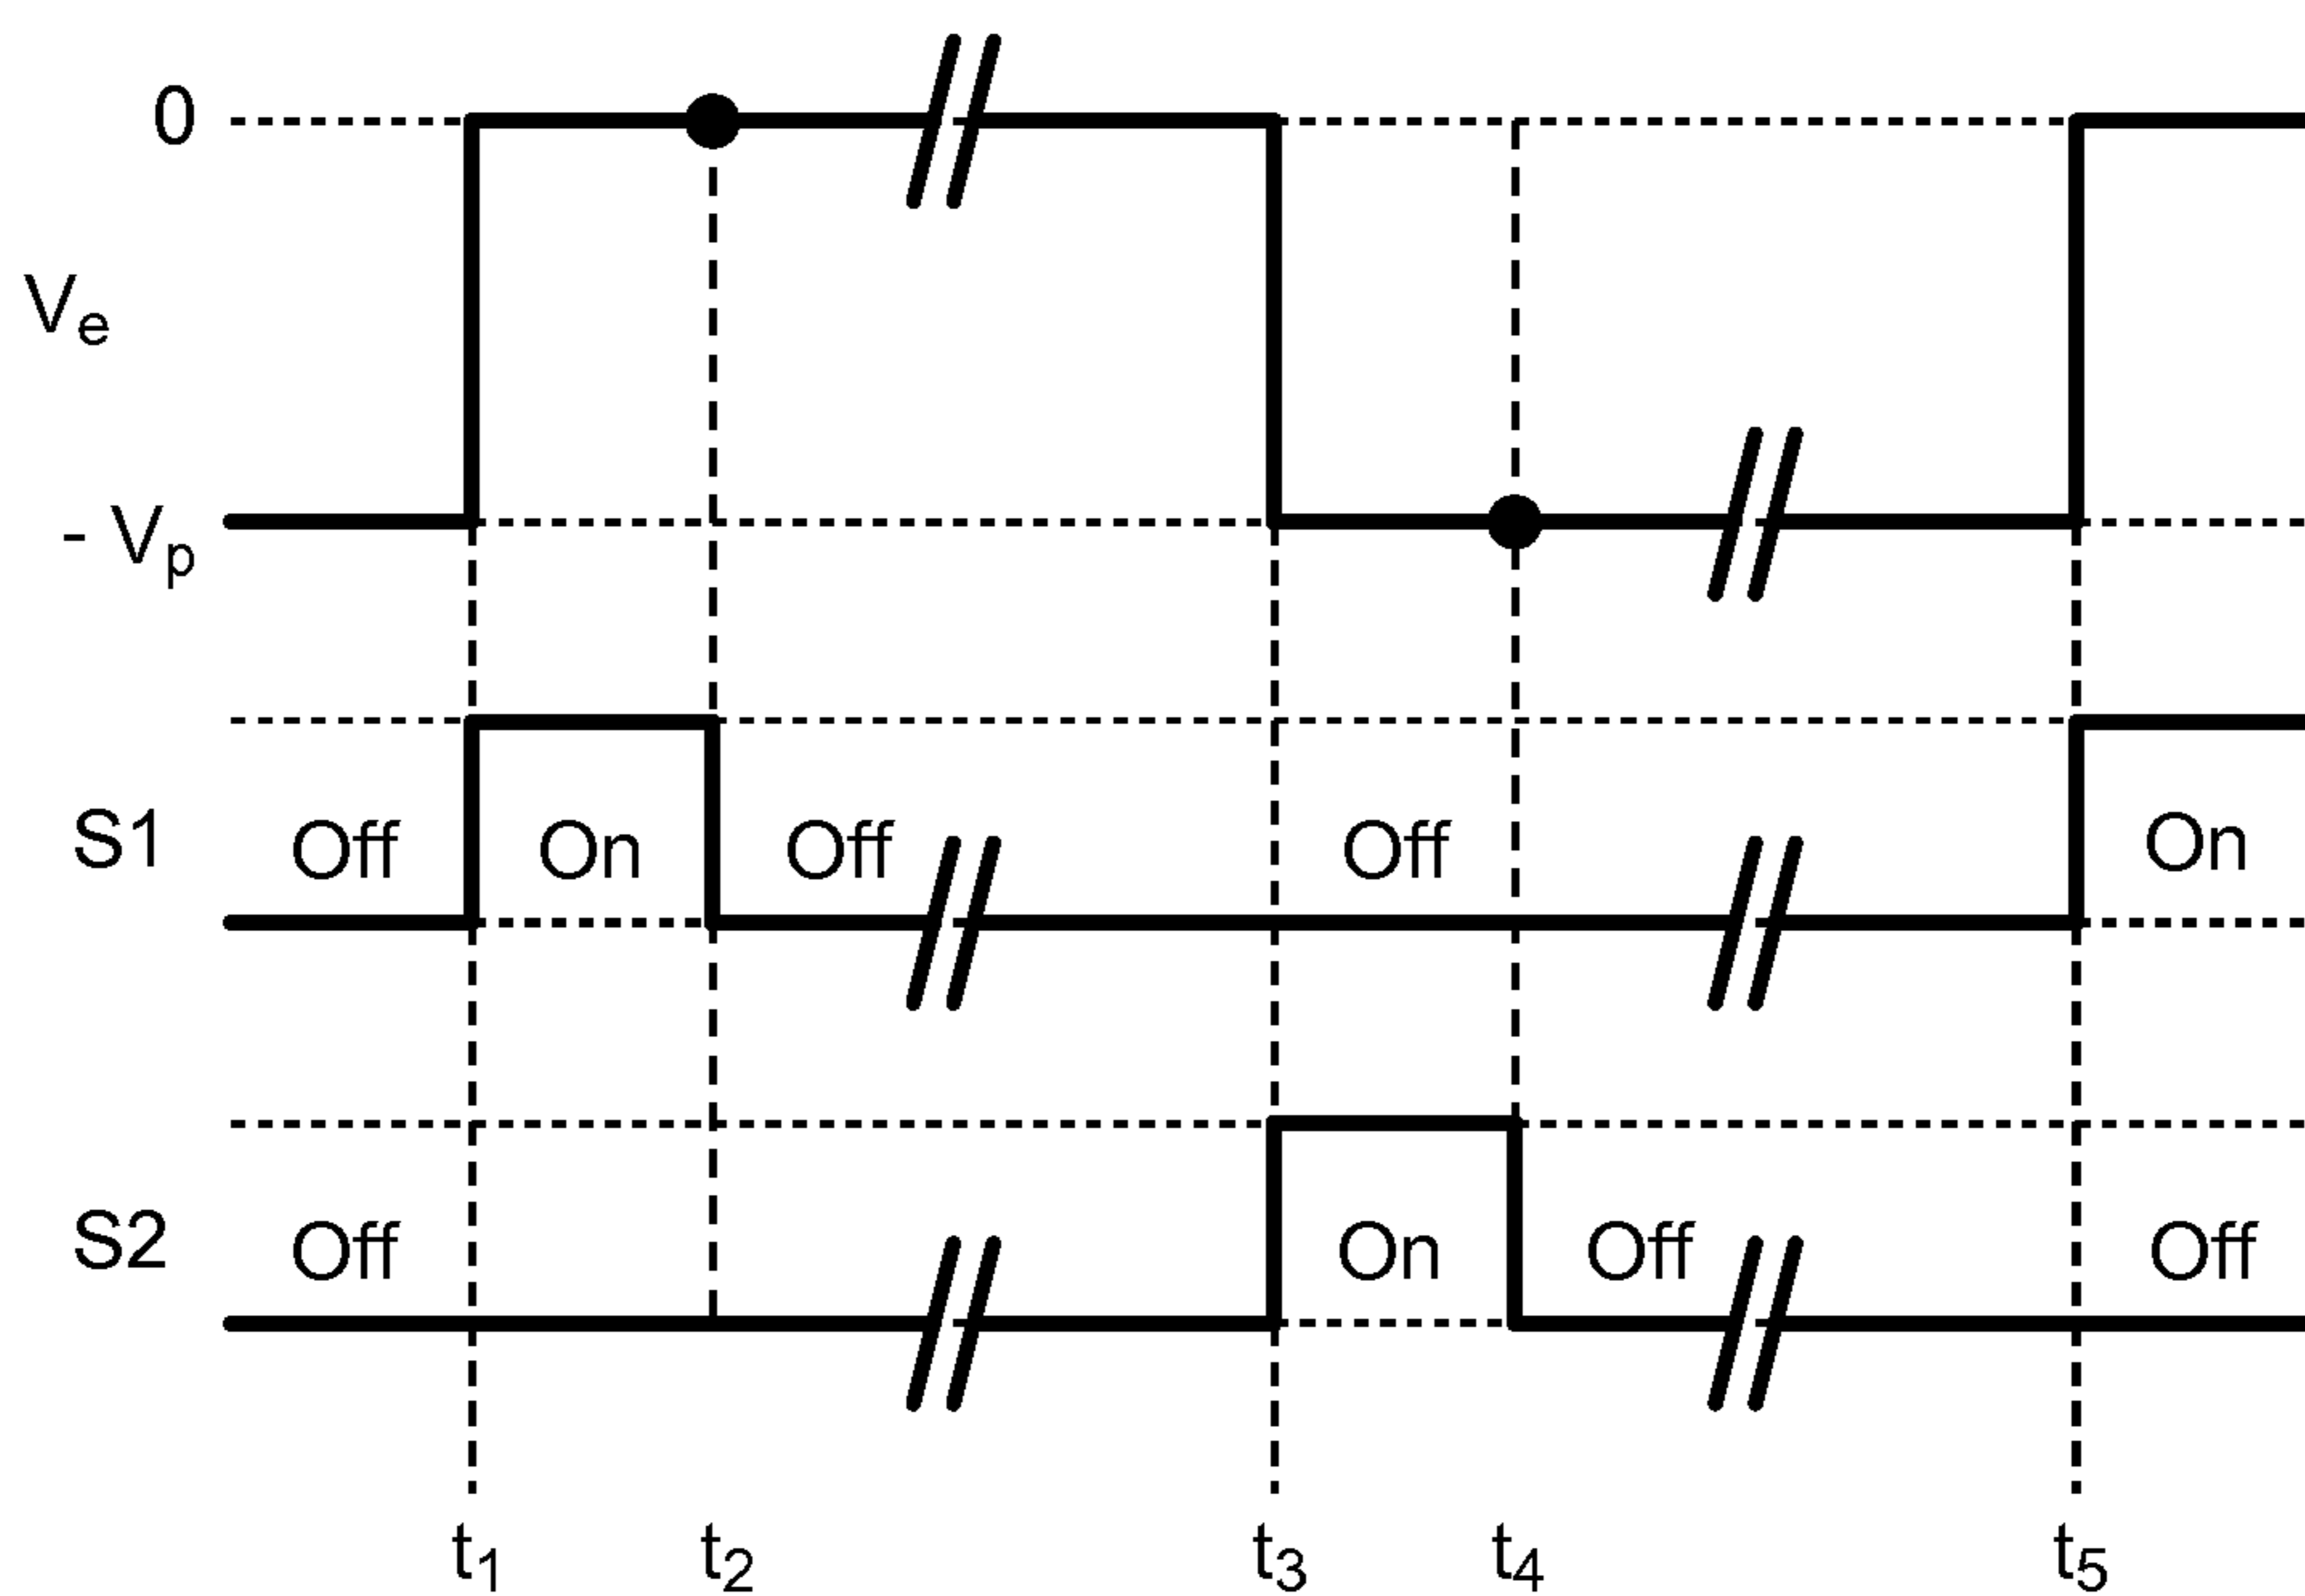 0
Ve
- Vp
S1 Off On Off Off On
S2 Off On Off Off
t1 t2 t3 t4 t5